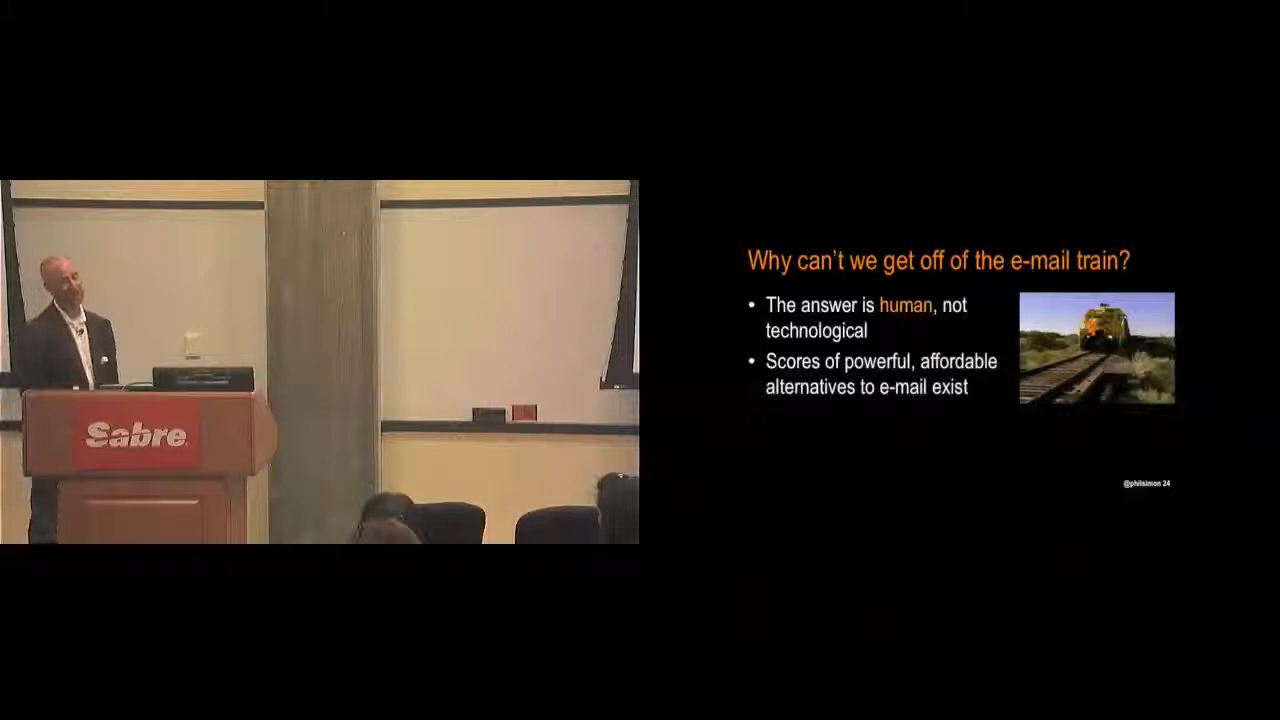 Sabre
Why can't we get off of the e-mail train?
• The answer is human, not
technological
• Scores of powerful, affordable
alternatives to e-mail exist
@philsimon 24